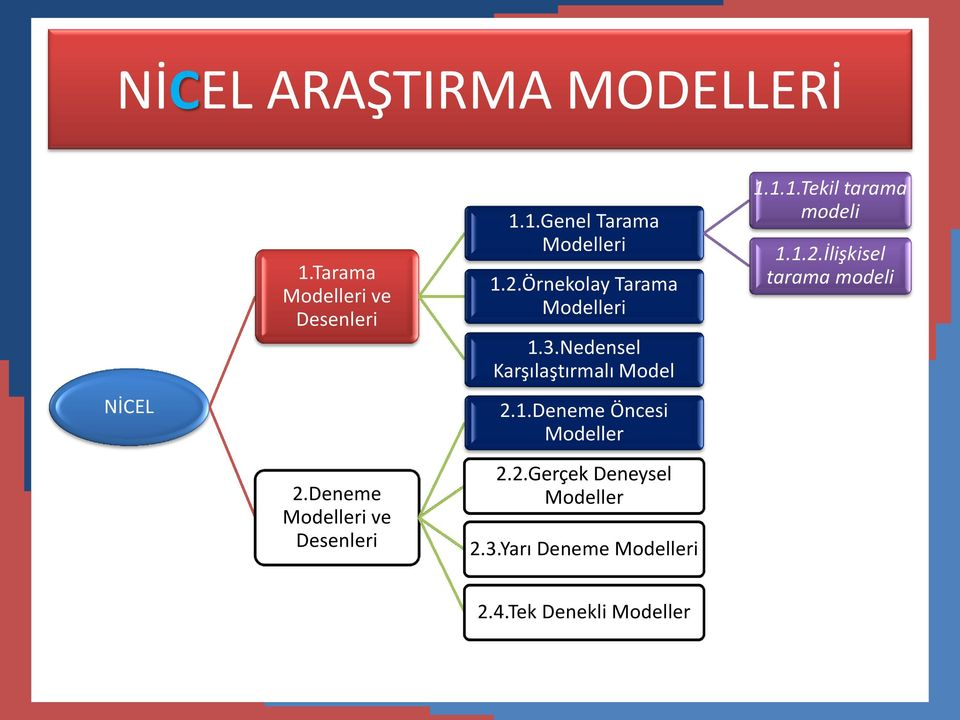 NİCEL ARAŞTIRMA MODELLERİ
NİCEL
1.Tarama
Modelleri ve
Desenleri
1.1.Genel Tarama
Modelleri
1.1.1.Tekil tarama
modeli
1.1.2.İlişkisel
tarama modeli
1.2.Örnekolay Tarama
Modelleri
1.3.Nedensel
Karşılaştırmalı Model
2.Deneme
Modelleri ve
Desenleri
2.1.Deneme Öncesi
Modeller
2.2.Gerçek Deneysel
Modeller
2.3.Yarı Deneme Modelleri
2.4.Tek Denekli Modeller